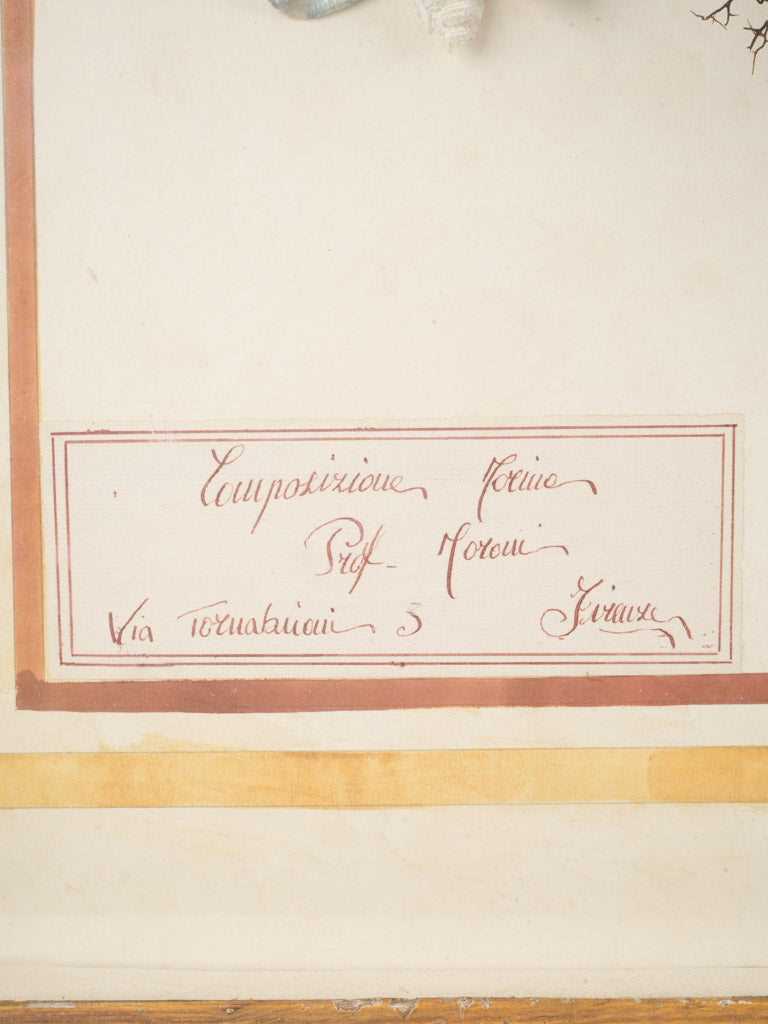 Composizione Marina
Prof- Moroni
Via Tornabuoni 3 Firenze